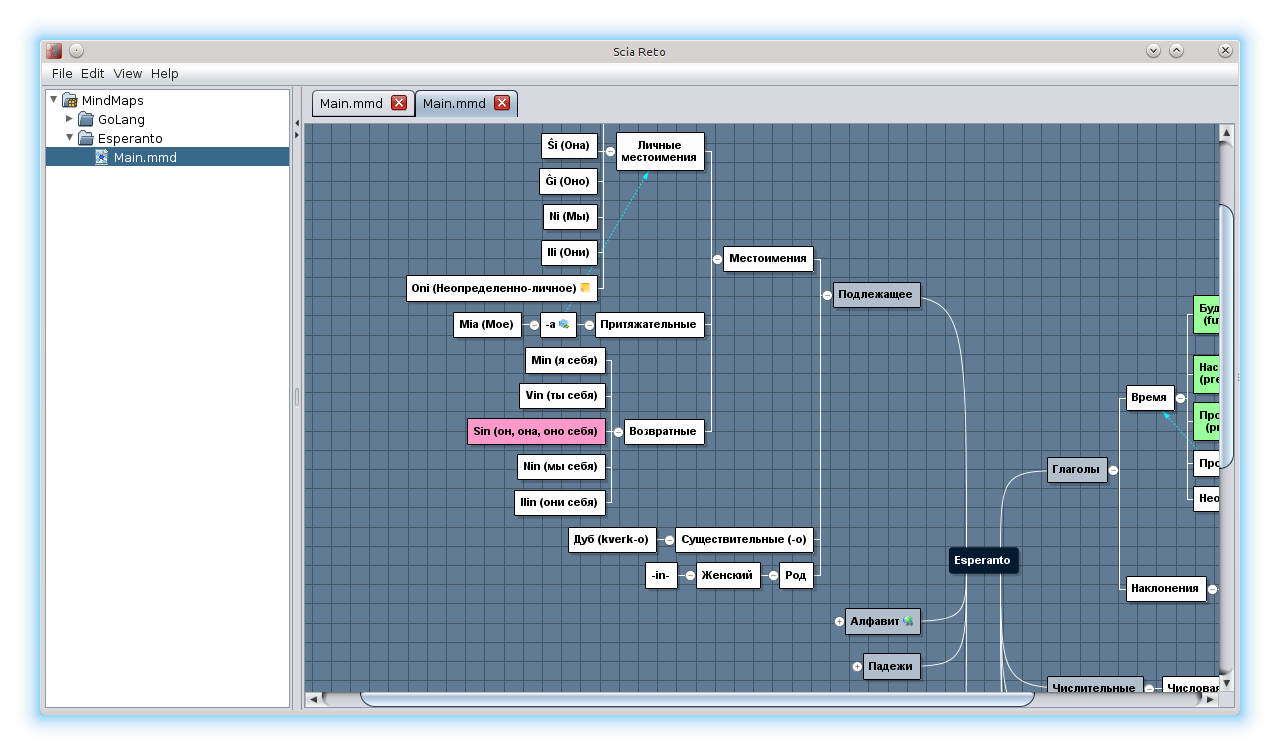 Scia Reto
File Edit View Help
MindMaps
GoLang
Esperanto
Main.mmd
Main.mmd
Main.mmd
Ŝi (Она)
Личные
местоимения
Ĝi (Оно)
Ni (Мы)
Ili (Они)
Местоимения
Oni (Неопределенно-личное)
Подлежащее
Mia (Мое)
-a
Притяжательные
Min (я себя)
Vin (ты себя)
Sin (он, она, оно себя)
Возвратные
Nin (мы себя)
Ilin (они себя)
Дуб (kverk-o)
Существительные (-о)
-in-
Женский
Род
Esperanto
Алфавит
Падежи
Буд
(fut
Нас
(pre
Время
Про
(pr
Глаголы
Про
Нео
Наклонения
Числительные
Числовая